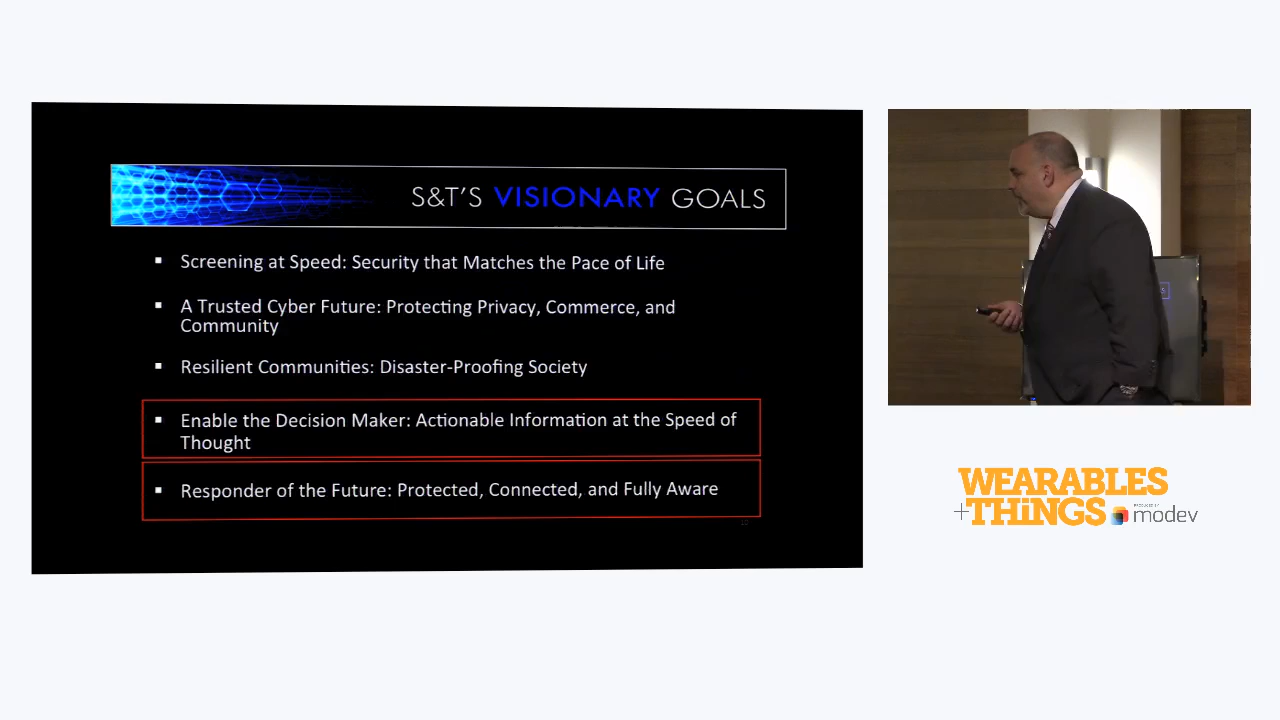 S&T'S VISIONARY GOALS
▪ Screening at Speed: Security that Matches the Pace of Life
▪ A Trusted Cyber Future: Protecting Privacy, Commerce, and
Community
▪ Resilient Communities: Disaster-Proofing Society
▪ Enable the Decision Maker: Actionable Information at the Speed of
Thought
▪ Responder of the Future: Protected, Connected, and Fully Aware
WEARABLES
+THiNGS
PRODUCED BY
modev